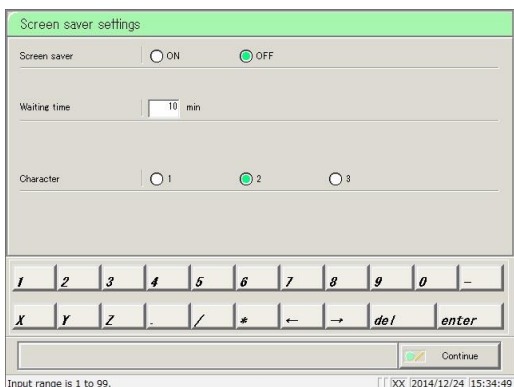 Screen saver settings
Screen saver ON OFF
Waiting time 10 min
Character 1 2 3
1 2 3 4 5 6 7 8 9 0 -
X Y Z . / * ← → del enter
Continue
Input range is 1 to 99. XX 2014/12/24 15:34:49